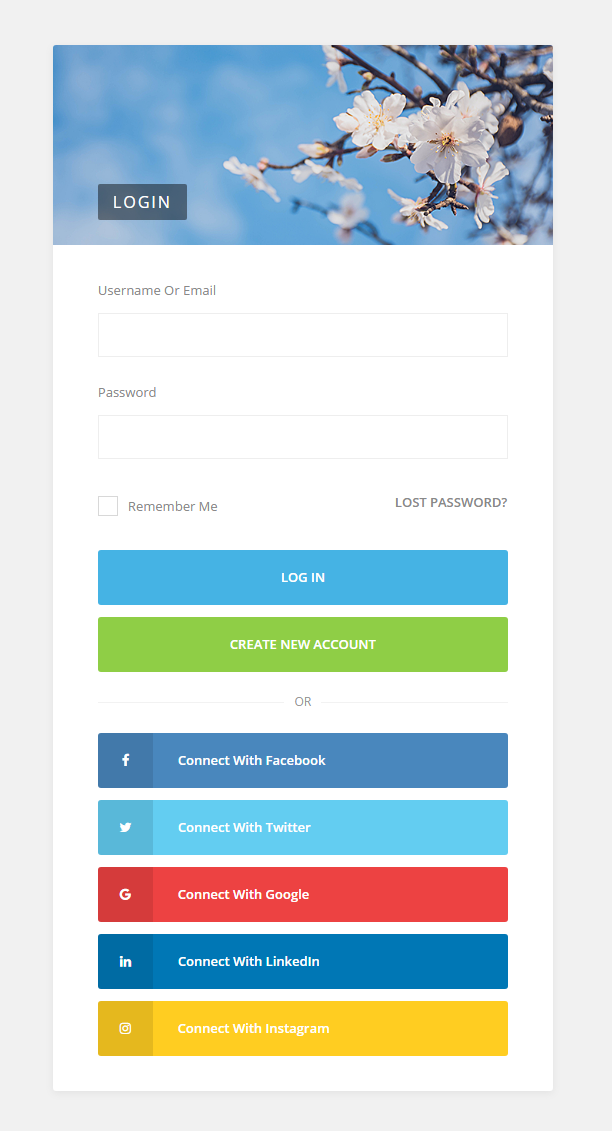 LOGIN
Username Or Email
Password
Remember Me
LOST PASSWORD?
LOG IN
CREATE NEW ACCOUNT
OR
Connect With Facebook
Connect With Twitter
Connect With Google
Connect With LinkedIn
Connect With Instagram